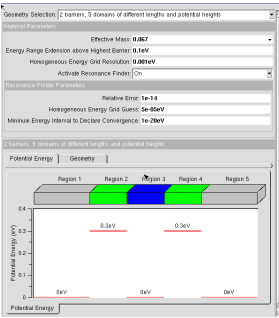 Geometry Selection: 2 barriers, 5 domains of different lengths and potential heights
Material Parameters
Effective Mass: 0.067
Energy Range Extension above Highest Barrier: 0.1eV
Homogeneous Energy Grid Resolution: 0.001eV
Activate Resonance Finder: On
Resonance Finder Parameters
Relative Error: 1e-14
Homogeneous Energy Grid Guess: 5e-05eV
Minimum Energy Interval to Declare Convergence: 1e-20eV
2 barriers, 5 domains of different lengths and potential heights
Potential Energy Geometry
Region 1 Region 2 Region 3 Region 4 Region 5
0.4
0.3eV 0.3eV
0.3
0.2
0.1
0eV 0eV 0eV
0
Potential Energy (eV)
Potential Energy